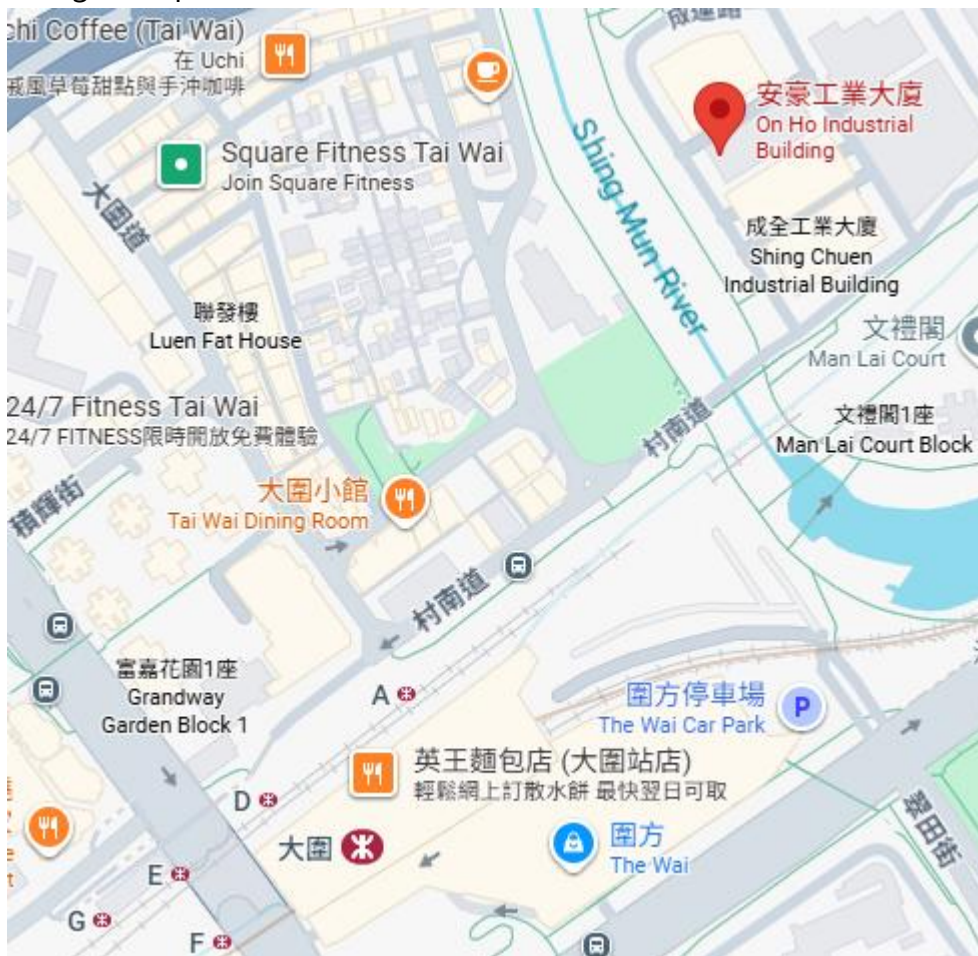 chi Coffee (Tai Wai)
在 Uchi
戚風草莓甜點與手沖咖啡
成運路
安豪工業大廈
On Ho Industrial
Building
Square Fitness Tai Wai
Join Square Fitness
大圍道
Shing Mun River
成全工業大廈
Shing Chuen
Industrial Building
聯發樓
Luen Fat House
文禮閣
Man Lai Court
24/7 Fitness Tai Wai
24/7 FITNESS限時開放免費體驗
文禮閣1座
Man Lai Court Block
村南道
積輝街
大圍小館
Tai Wai Dining Room
村南道
富嘉花園1座
Grandway
Garden Block 1
A
圍方停車場
The Wai Car Park
P
英王麵包店 (大圍站店)
輕鬆網上訂散水餅 最快翌日可取
D
大圍
圍方
The Wai
翠田街
E
G
F